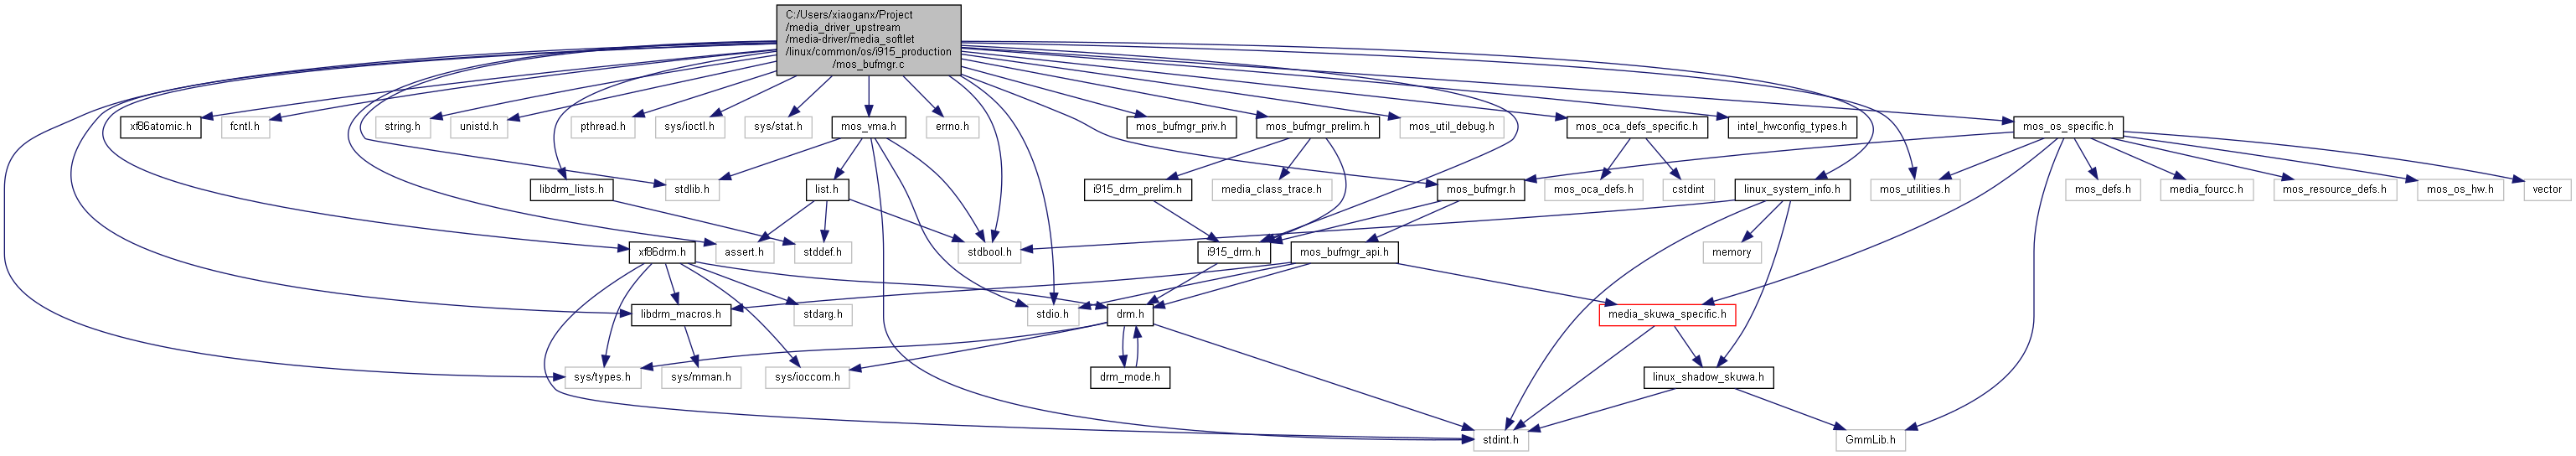 C:/Users/xiaoganx/Project
/media_driver_upstream
/media-driver/media_softlet
/linux/common/os/i915_production
/mos_bufmgr.c
xf86atomic.h
fcntl.h
string.h
unistd.h
pthread.h
sys/ioctl.h
sys/stat.h
mos_vma.h
errno.h
mos_bufmgr_priv.h
mos_bufmgr_prelim.h
mos_util_debug.h
mos_oca_defs_specific.h
intel_hwconfig_types.h
mos_os_specific.h
libdrm_lists.h
stdlib.h
list.h
i915_drm_prelim.h
media_class_trace.h
mos_bufmgr.h
mos_oca_defs.h
cstdint
linux_system_info.h
mos_utilities.h
mos_defs.h
media_fourcc.h
mos_resource_defs.h
mos_os_hw.h
vector
xf86drm.h
assert.h
stddef.h
stdbool.h
i915_drm.h
mos_bufmgr_api.h
memory
libdrm_macros.h
stdarg.h
stdio.h
drm.h
media_skuwa_specific.h
sys/types.h
sys/mman.h
sys/ioccom.h
drm_mode.h
linux_shadow_skuwa.h
stdint.h
GmmLib.h